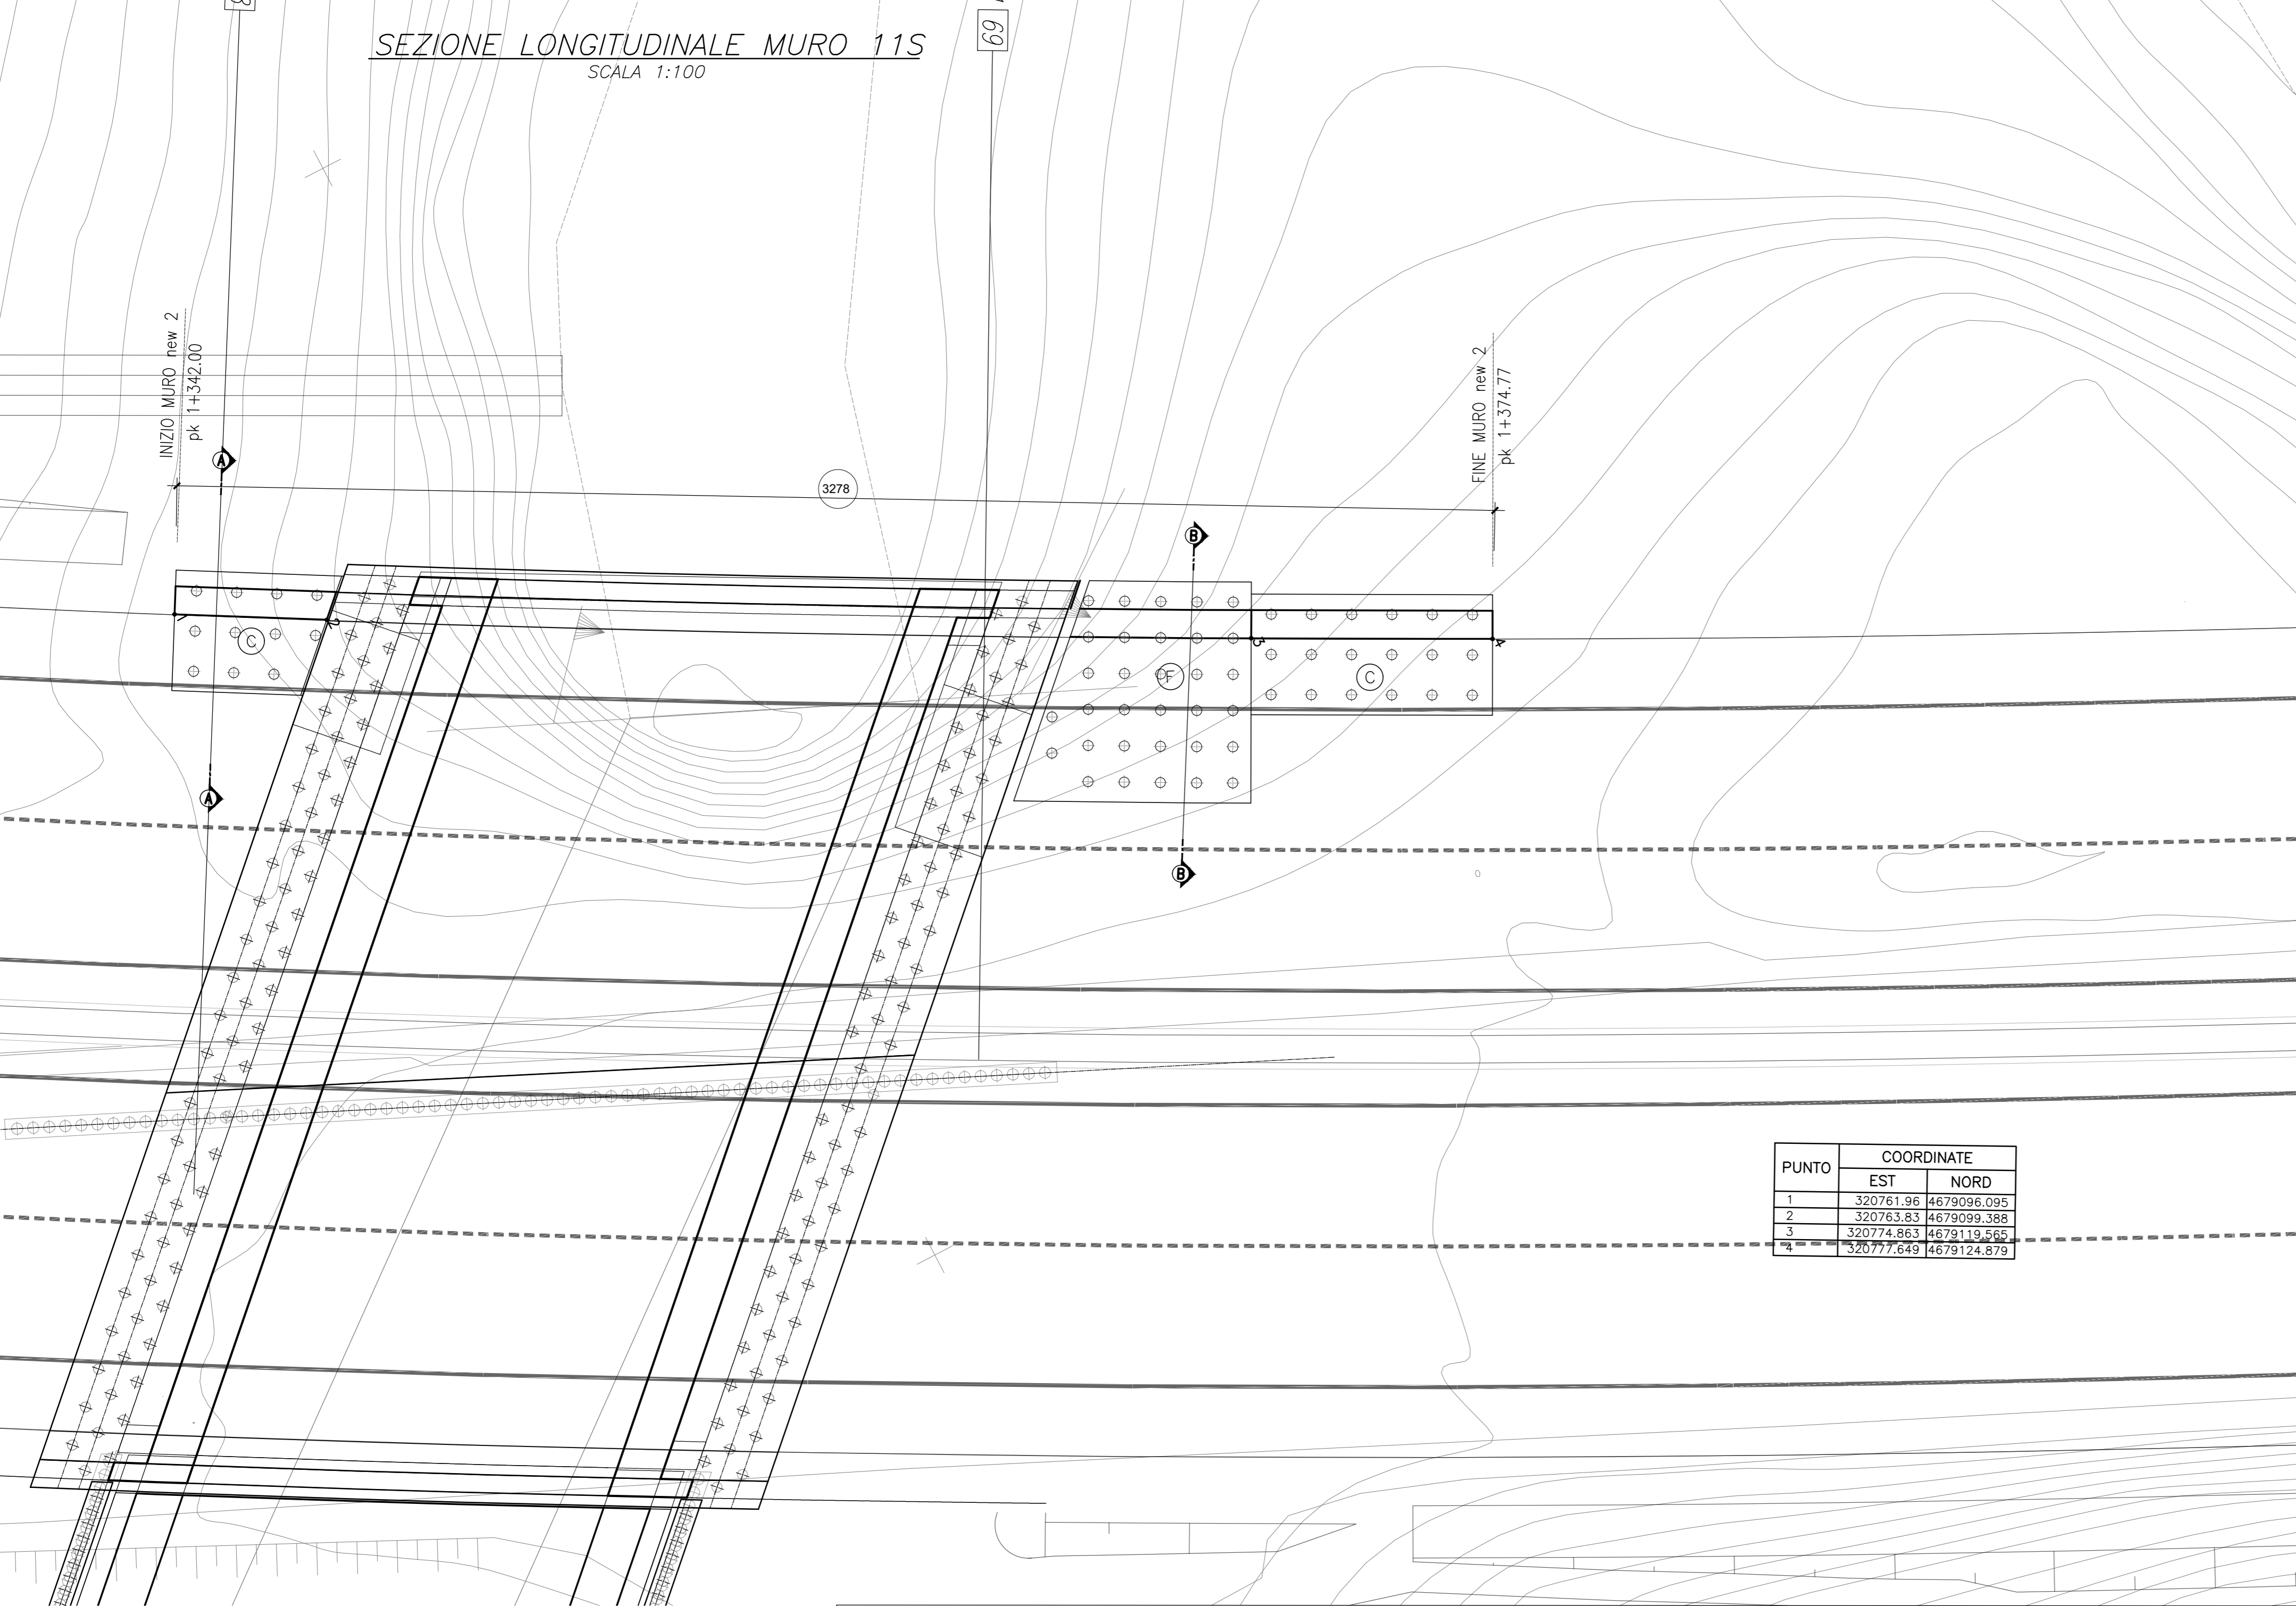 SEZIONE LONGITUDINALE MURO 11S
SCALA 1:100
69
INIZIO MURO new 2
pk 1+342.00
FINE MURO new 2
pk 1+374.77
A
3278
B
1
2
C
F
3
C
4
A
B
PUNTO COORDINATE
EST NORD
1 320761.96 4679096.095
2 320763.83 4679099.388
3 320774.863 4679119.565
4 320777.649 4679124.879